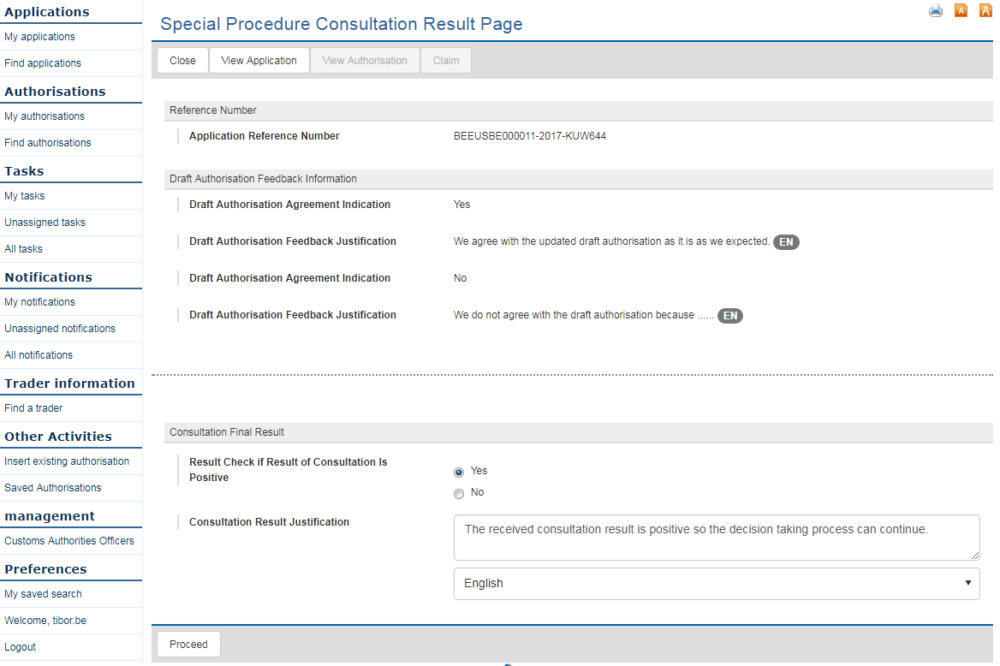 Applications
My applications
Find applications
Authorisations
My authorisations
Find authorisations
Tasks
My tasks
Unassigned tasks
All tasks
Notifications
My notifications
Unassigned notifications
All notifications
Trader information
Find a trader
Other Activities
Insert existing authorisation
Saved Authorisations
management
Customs Authorities Officers
Preferences
My saved search
Welcome, tibor.be
Logout
A A
Special Procedure Consultation Result Page
Close View Application View Authorisation Claim
Reference Number
Application Reference Number BEEUSBE000011-2017-KUW644
Draft Authorisation Feedback Information
Draft Authorisation Agreement Indication Yes
Draft Authorisation Feedback Justification We agree with the updated draft authorisation as it is as we expected. EN
Draft Authorisation Agreement Indication No
Draft Authorisation Feedback Justification We do not agree with the draft authorisation because ...... EN
Consultation Final Result
Result Check if Result of Consultation Is
Positive
Yes
No
Consultation Result Justification The received consultation result is positive so the decision taking process can continue.
English
Proceed